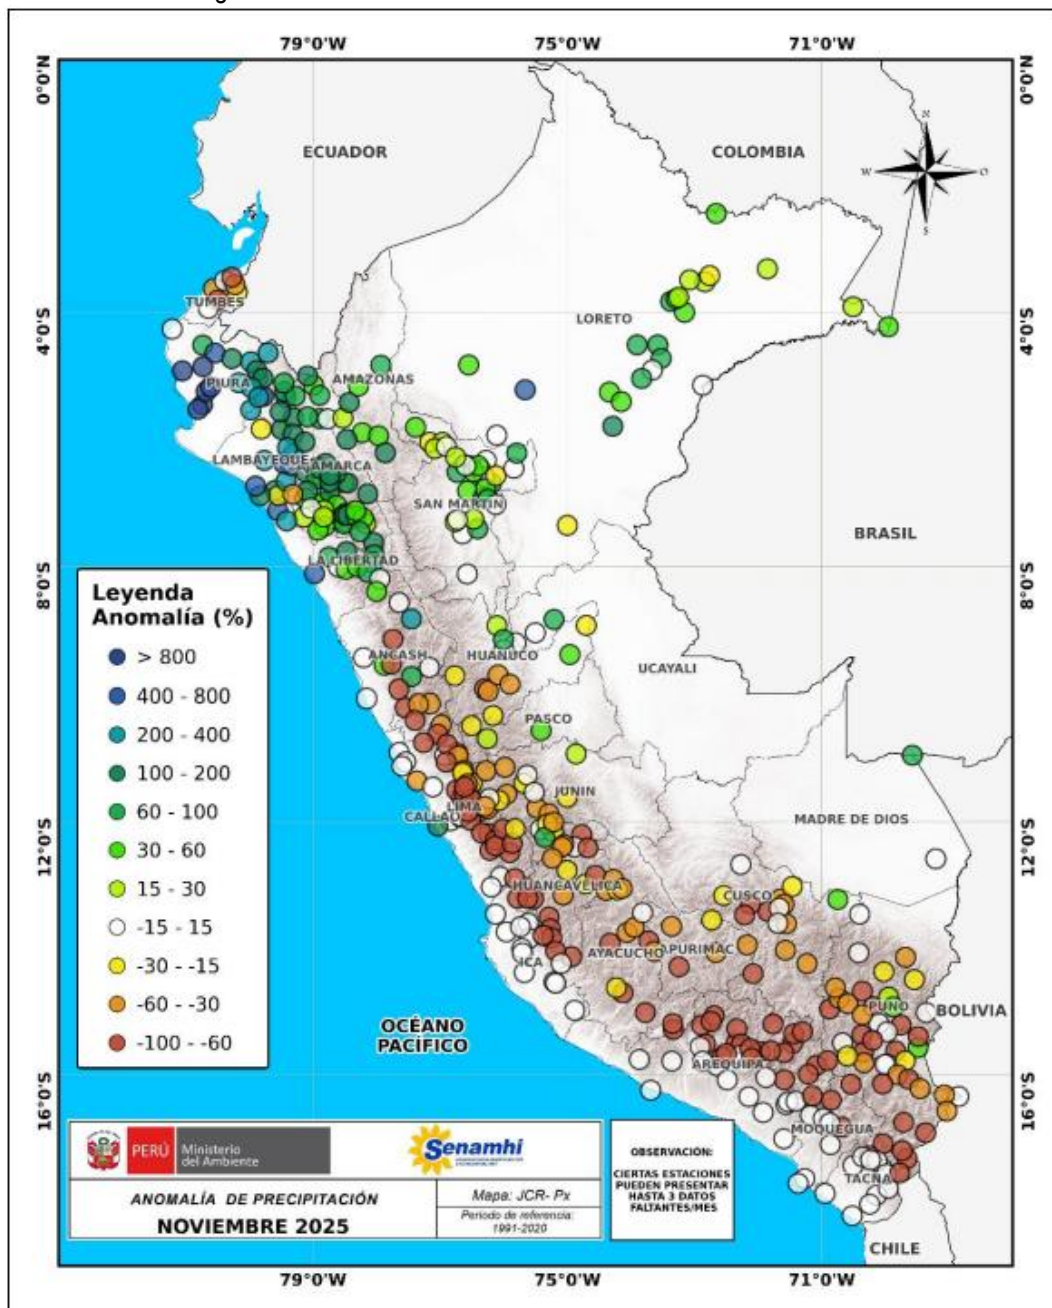 79°0'W 75°0'W 71°0'W
0°0'N 0°0'N
N
W O
S
ECUADOR
COLOMBIA
TUMBES
LORETO
4°0'S 4°0'S
PIURA
AMAZONAS
LAMBAYEQUE
CAJAMARCA
SAN MARTIN
BRASIL
LA LIBERTAD
8°0'S 8°0'S
ANCASH
HUANUCO
UCAYALI
PASCO
JUNIN
LIMA
CALLAO
MADRE DE DIOS
12°0'S 12°0'S
HUANCAVELICA
CUSCO
AYACUCHO
APURIMAC
ICA
PUNO
BOLIVIA
OCÉANO
PACÍFICO
AREQUIPA
16°0'S 16°0'S
MOQUEGUA
TACNA
CHILE
Leyenda
Anomalía (%)
> 800
400 - 800
200 - 400
100 - 200
60 - 100
30 - 60
15 - 30
-15 - 15
-30 - -15
-60 - -30
-100 - -60
PERÚ
Ministerio
del Ambiente
Senamhi
ANOMALÍA DE PRECIPITACIÓN
NOVIEMBRE 2025
Mapa: JCR- Px
Periodo de referencia:
1991-2020
OBSERVACIÓN:
CIERTAS ESTACIONES
PUEDEN PRESENTAR
HASTA 3 DATOS
FALTANTES/MES
79°0'W 75°0'W 71°0'W